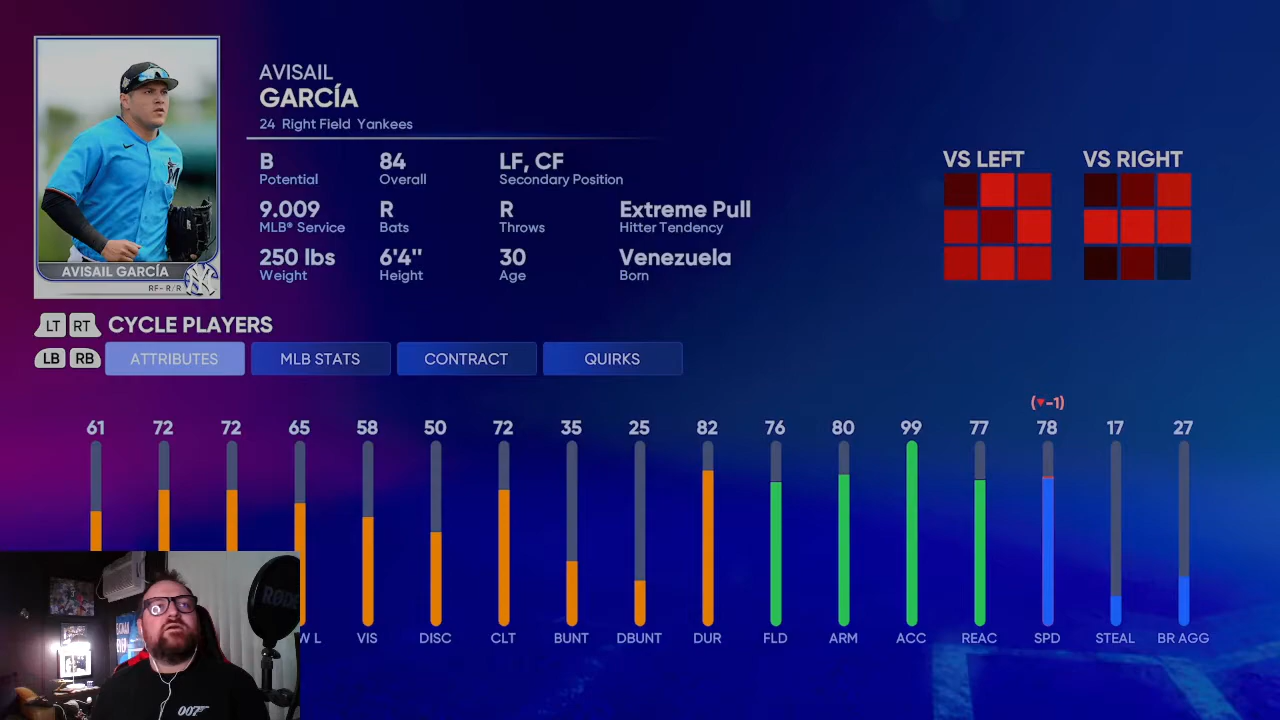 AVISAIL
GARCÍA
24 Right Field Yankees
B 84 LF, CF
Potential Overall Secondary Position
9.009 R R Extreme Pull
MLB® Service Bats Throws Hitter Tendency
250 lbs 6'4" 30 Venezuela
Weight Height Age Born
VS LEFT VS RIGHT
AVISAIL GARCÍA
RF- R/R
LT RT CYCLE PLAYERS
LB RB ATTRIBUTES MLB STATS CONTRACT QUIRKS
(▼-1)
61 72 72 65 58 50 72 35 25 82 76 80 99 77 78 17 27
W L VIS DISC CLT BUNT DBUNT DUR FLD ARM ACC REAC SPD STEAL BR AGG
RØDE
007